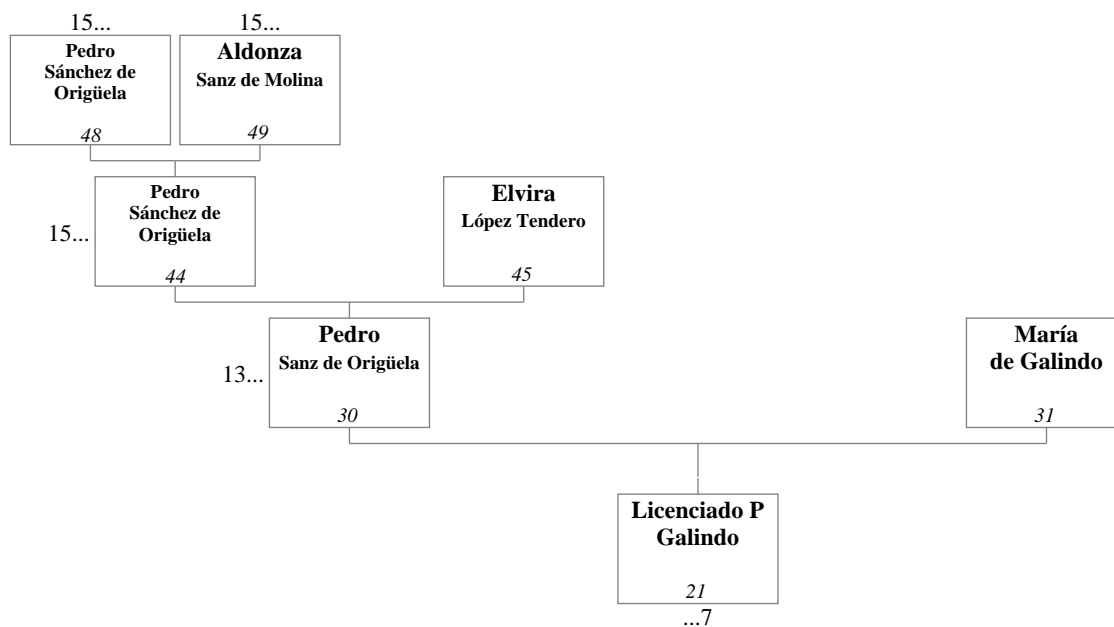 15...
15...
Pedro
Sánchez de
Origüela
48
Aldonza
Sanz de Molina
49
15...
Pedro
Sánchez de
Origüela
44
Elvira
López Tendero
45
13...
Pedro
Sanz de Origüela
30
María
de Galindo
31
Licenciado P
Galindo
21
...7